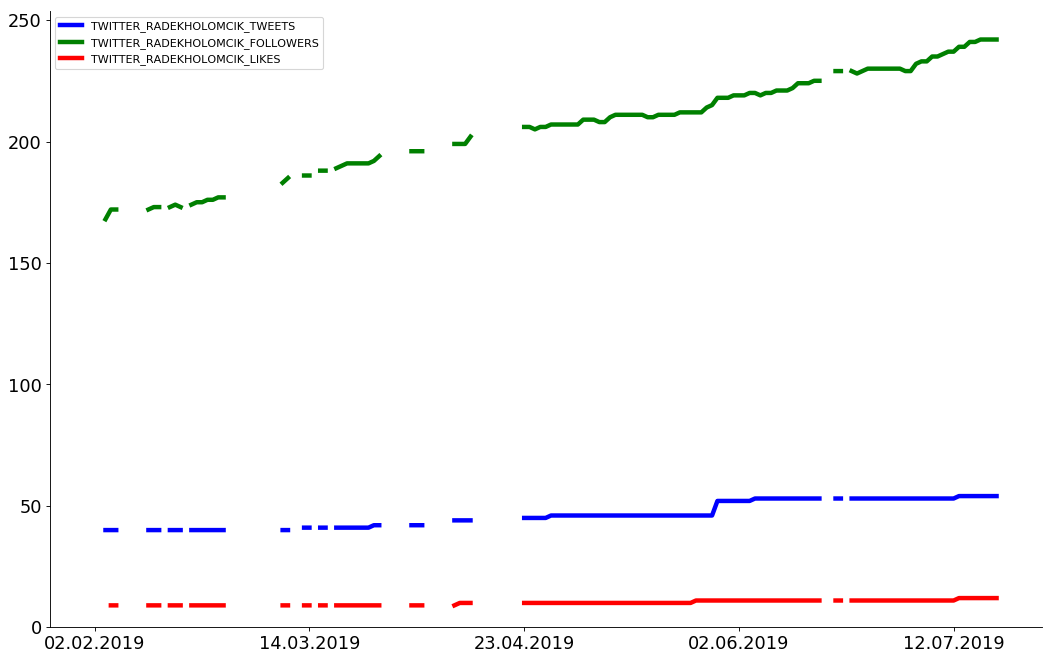 250
TWITTER_RADEKHOLOMCIK_TWEETS
TWITTER_RADEKHOLOMCIK_FOLLOWERS
TWITTER_RADEKHOLOMCIK_LIKES
200
150
100
50
0
02.02.2019 14.03.2019 23.04.2019 02.06.2019 12.07.2019